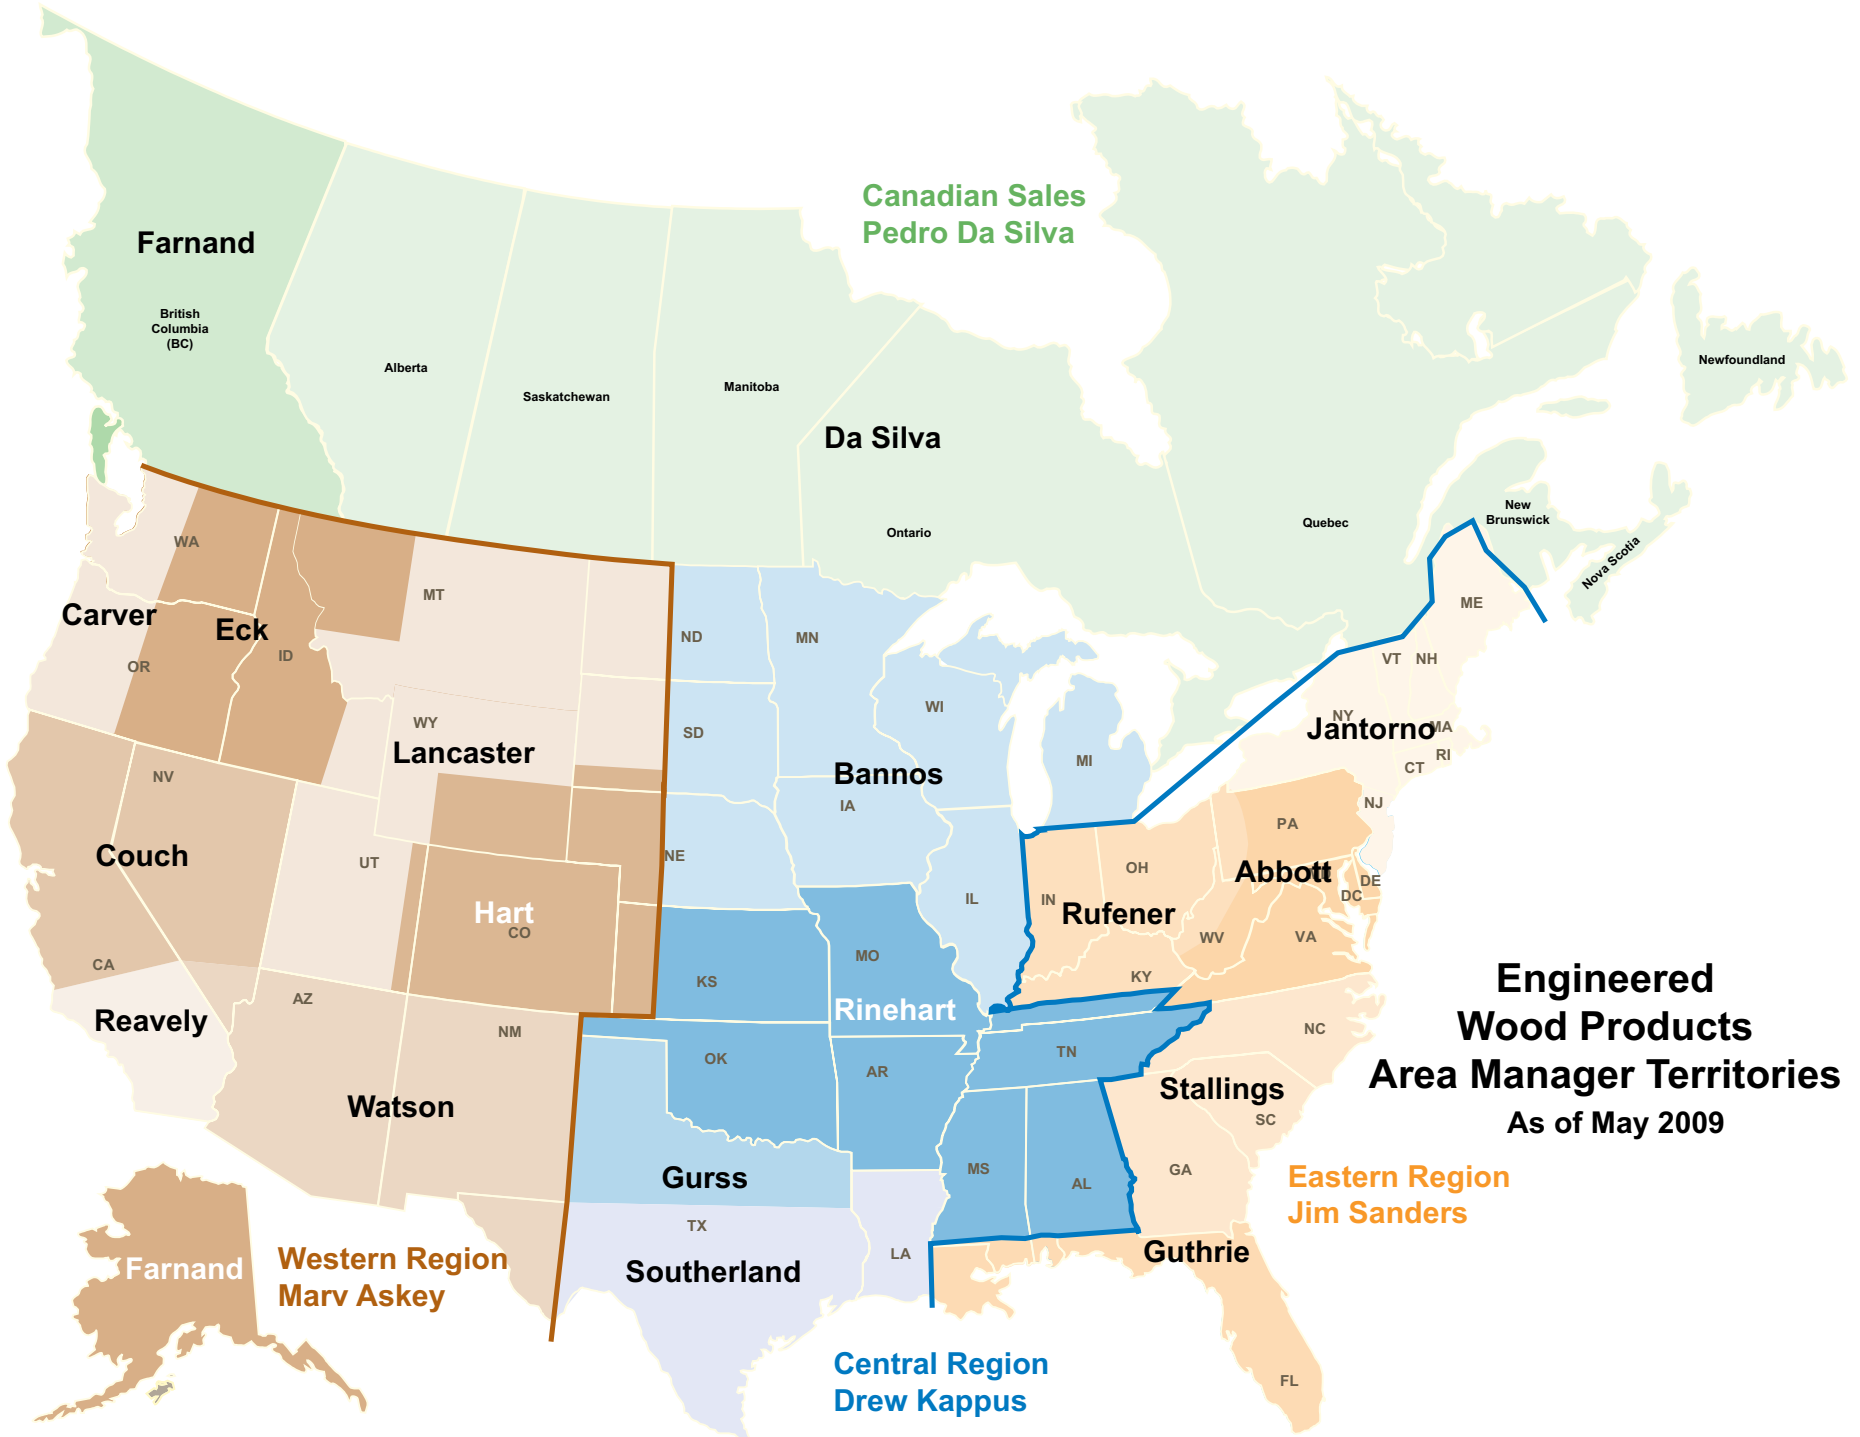 Canadian Sales
Pedro Da Silva
Farnand
British
Columbia
(BC)
Alberta
Saskatchewan
Manitoba
Newfoundland
Da Silva
Ontario
Quebec
New
Brunswick
Nova Scotia
WA
MT
ME
Carver
Eck
ND
MN
OR
ID
VT
NH
WY
SD
WI
NY
MA
Jantorno
Lancaster
RI
MI
CT
NV
Bannos
IA
NJ
PA
Couch
UT
NE
OH
Abbott
DE
DC
IL
IN
Hart
CO
Rufener
WV
VA
CA
MO
KS
KY
Engineered
Wood Products
Area Manager Territories
As of May 2009
AZ
Reavely
NM
Rinehart
NC
OK
TN
AR
Watson
Stallings
SC
Gurss
MS
AL
GA
Eastern Region
Jim Sanders
TX
LA
Guthrie
Farnand
Western Region
Marv Askey
Southerland
Central Region
Drew Kappus
FL